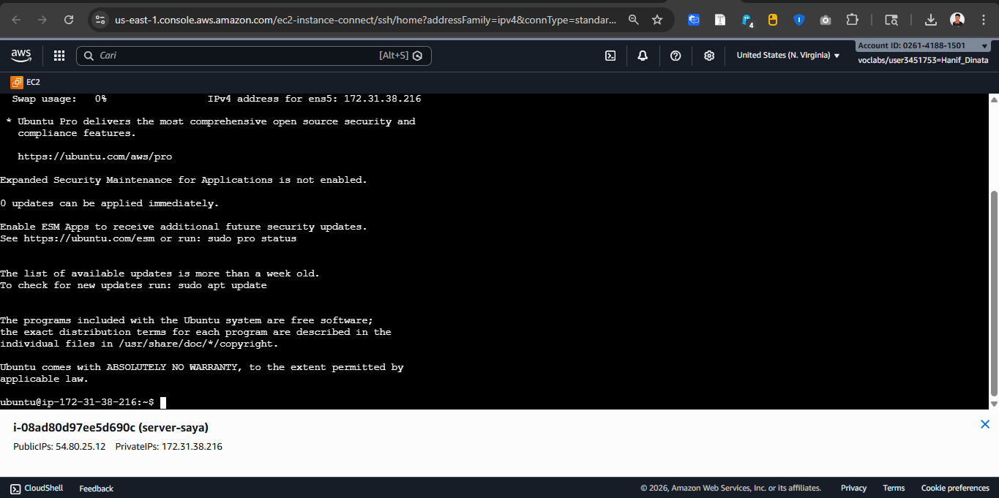 us-east-1.console.aws.amazon.com/ec2-instance-connect/ssh/home?addressFamily=ipv4&connType=standar...
4
aws
Cari
[Alt+S]
United States (N. Virginia)
Account ID: 0261-4188-1501
voclabs/user3451753=Hanif_Dinata
EC2
Swap usage: 0% IPv4 address for ens5: 172.31.38.216
* Ubuntu Pro delivers the most comprehensive open source security and
compliance features.
https://ubuntu.com/aws/pro
Expanded Security Maintenance for Applications is not enabled.
0 updates can be applied immediately.
Enable ESM Apps to receive additional future security updates.
See https://ubuntu.com/esm or run: sudo pro status
The list of available updates is more than a week old.
To check for new updates run: sudo apt update
The programs included with the Ubuntu system are free software;
the exact distribution terms for each program are described in the
individual files in /usr/share/doc/*/copyright.
Ubuntu comes with ABSOLUTELY NO WARRANTY, to the extent permitted by
applicable law.
ubuntu@ip-172-31-38-216:~$
i-08ad80d97ee5d690c (server-saya)
PublicIPs: 54.80.25.12 PrivateIPs: 172.31.38.216
CloudShell Feedback © 2026, Amazon Web Services, Inc. or its affiliates. Privacy Terms Cookie preferences